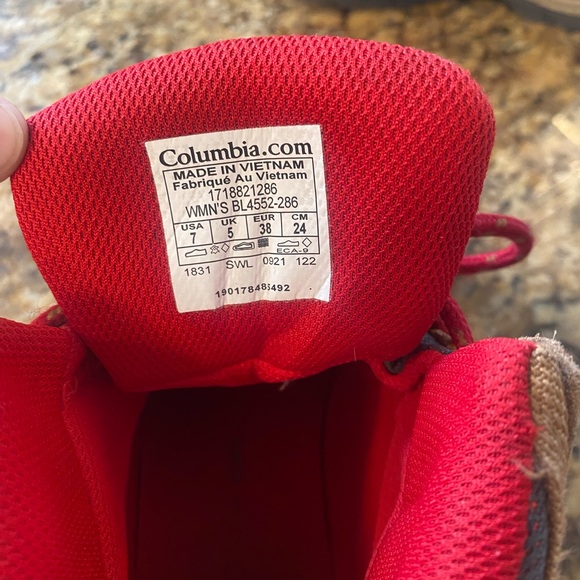 Columbia.com
MADE IN VIETNAM
Fabriqué Au Vietnam
1718821286
WMN'S BL4552-286
USA UK EUR CM
7 5 38 24
ECA-9
1831 SWL 0921 122
190178485492